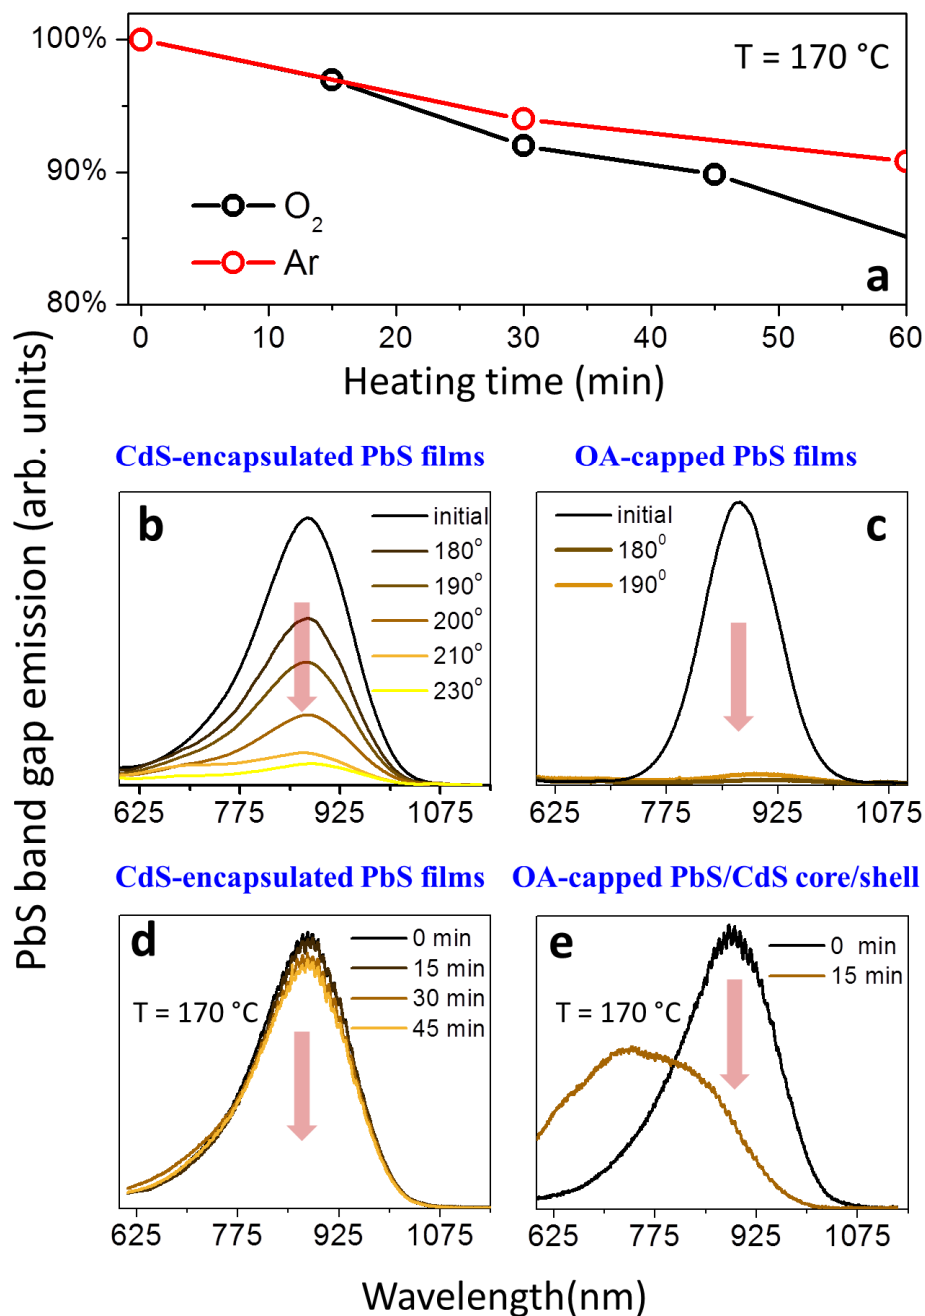 100%
90%
80%
T = 170 °C
O₂
Ar
a
0 10 20 30 40 50 60
Heating time (min)
PbS band gap emission (arb. units)
CdS-encapsulated PbS films
b
initial
180°
190°
200°
210°
230°
625 775 925 1075
OA-capped PbS films
c
initial
180⁰
190⁰
625 775 925 1075
CdS-encapsulated PbS films
d
0 min
15 min
30 min
45 min
T = 170 °C
625 775 925 1075
OA-capped PbS/CdS core/shell
e
0 min
15 min
T = 170 °C
625 775 925 1075
Wavelength(nm)